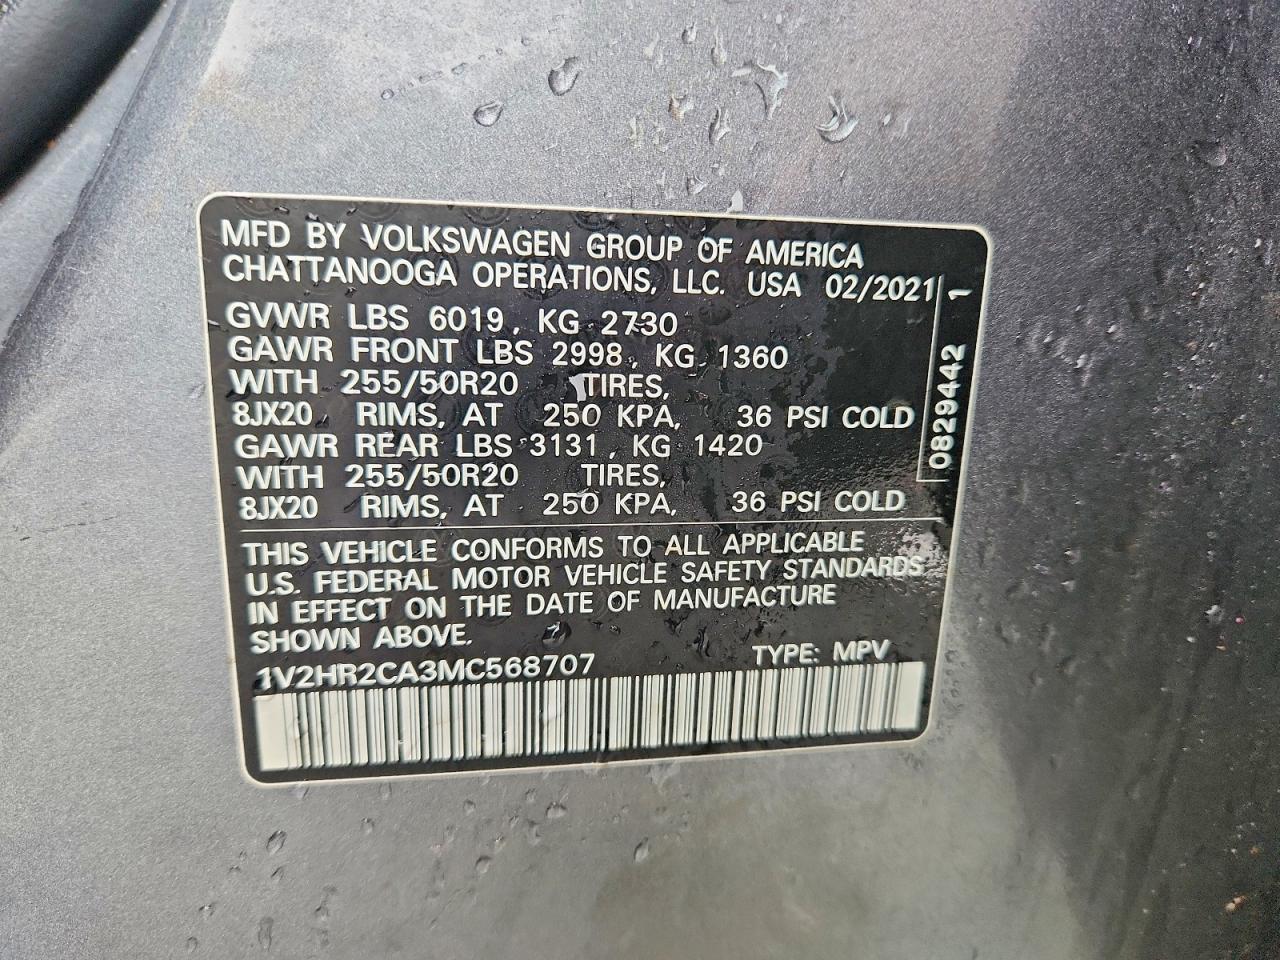 MFD BY VOLKSWAGEN GROUP OF AMERICA
CHATTANOOGA OPERATIONS, LLC. USA 02/2021
GVWR LBS 6019, KG 2730
GAWR FRONT LBS 2998, KG 1360
WITH 255/50R20 TIRES,
8JX20 RIMS, AT 250 KPA, 36 PSI COLD
GAWR REAR LBS 3131, KG 1420
WITH 255/50R20 TIRES,
8JX20 RIMS, AT 250 KPA, 36 PSI COLD
0829442 1
THIS VEHICLE CONFORMS TO ALL APPLICABLE
U.S. FEDERAL MOTOR VEHICLE SAFETY STANDARDS
IN EFFECT ON THE DATE OF MANUFACTURE
SHOWN ABOVE.
1V2HR2CA3MC568707 TYPE: MPV